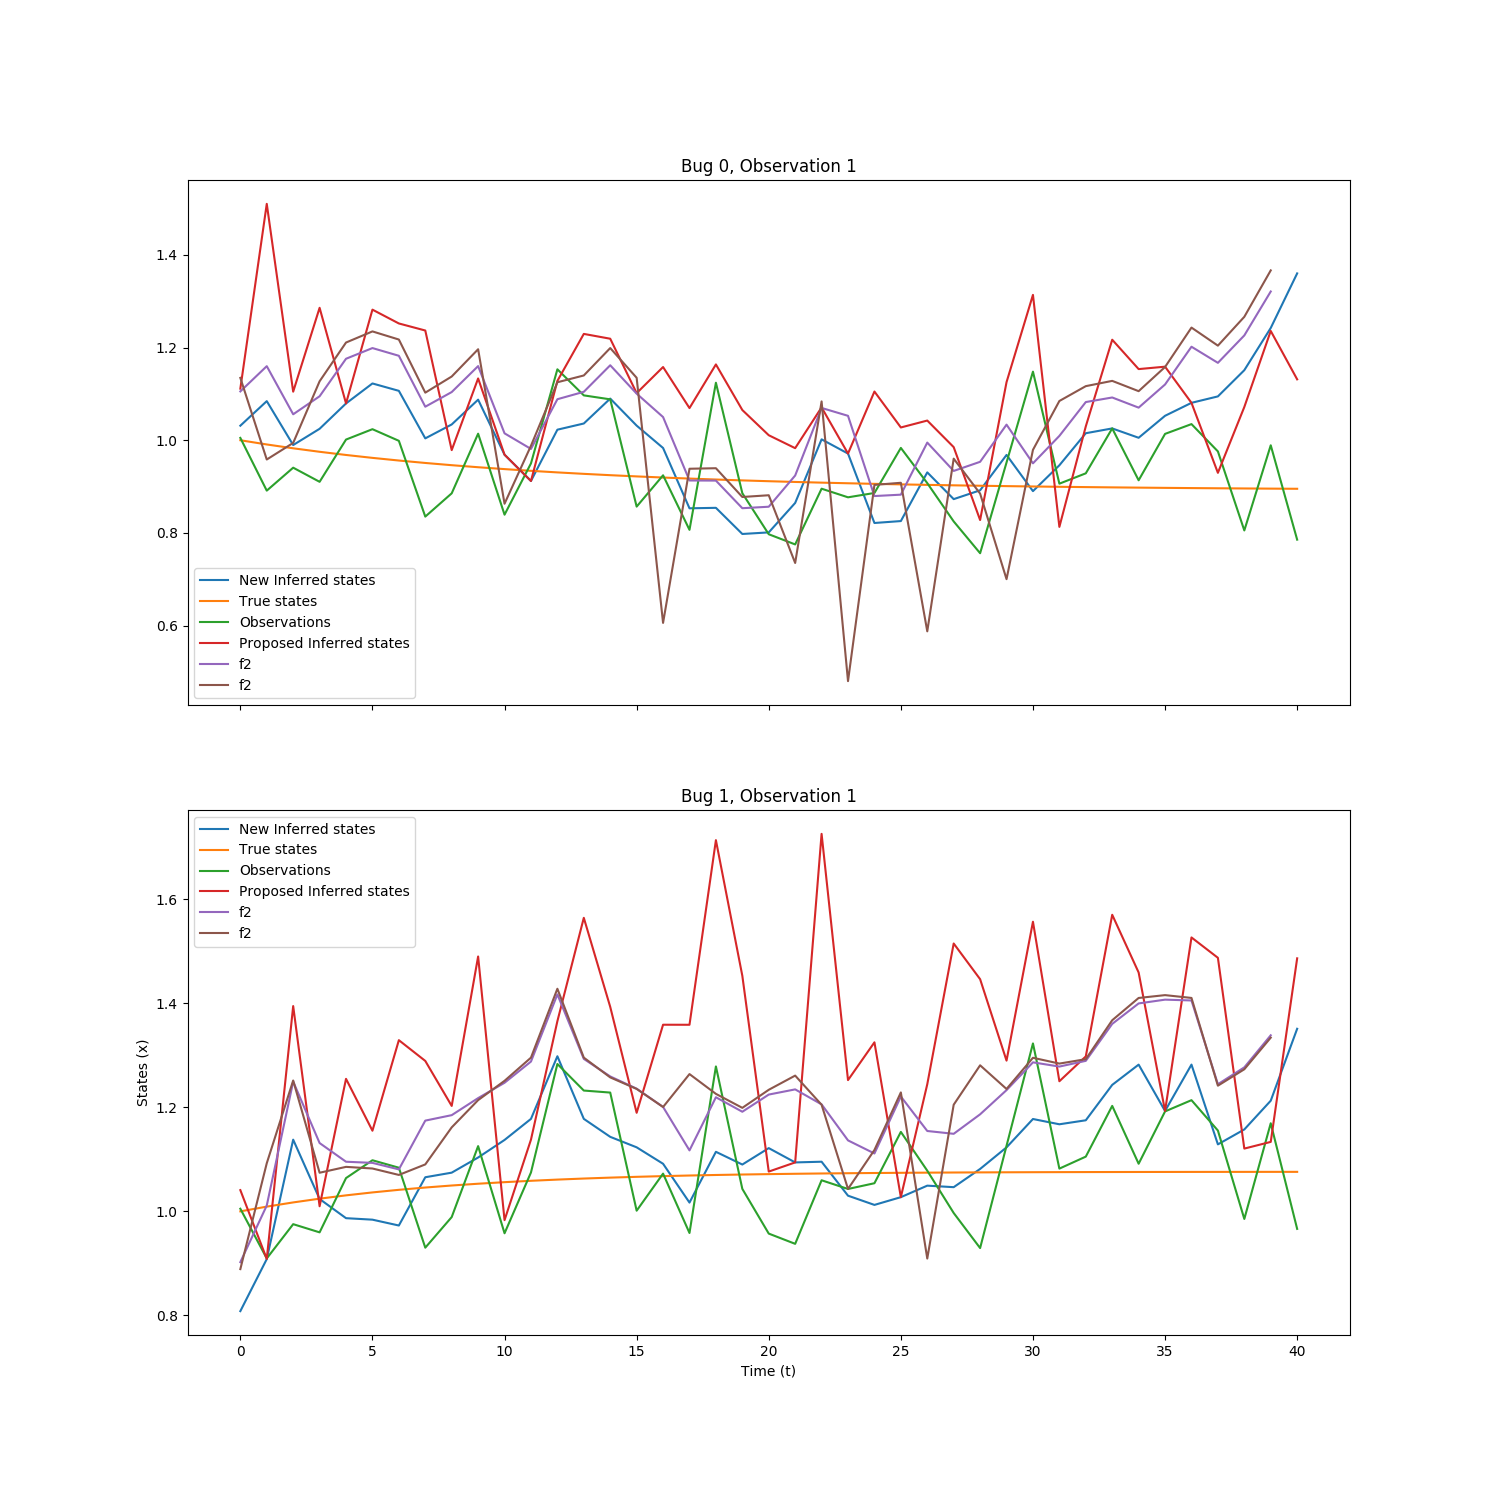 Bug 0, Observation 1
1.4
1.2
1.0
0.8
0.6
New Inferred states
True states
Observations
Proposed Inferred states
f2
f2
Bug 1, Observation 1
New Inferred states
True states
Observations
Proposed Inferred states
f2
f2
States (x)
1.6
1.4
1.2
1.0
0.8
0 5 10 15 20 25 30 35 40
Time (t)